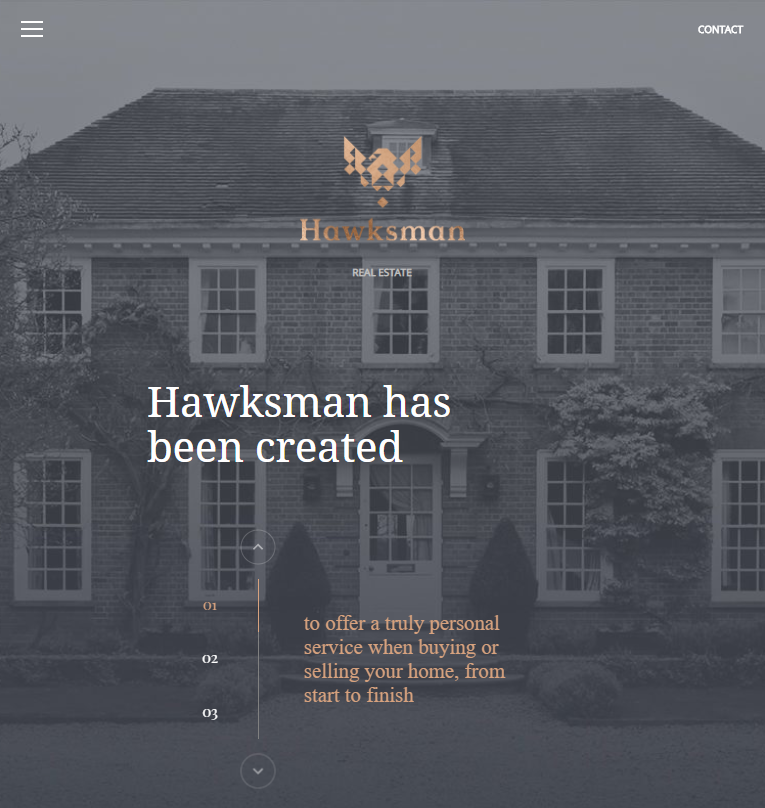 CONTACT
Hawksman
REAL ESTATE
Hawksman has
been created
01
02
03
to offer a truly personal
service when buying or
selling your home, from
start to finish